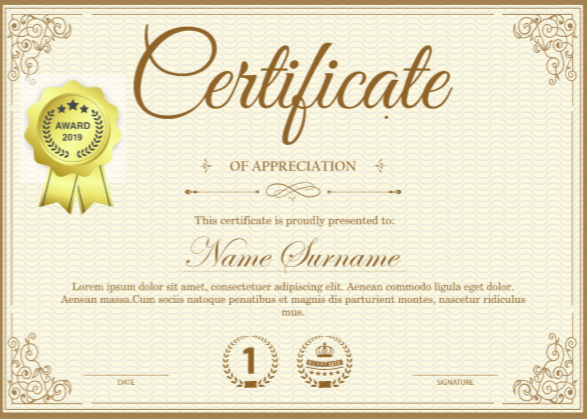 Certificate
AWARD
2019
OF APPRECIATION
This certificate is proudly presented to:
Name Surname
Lorem ipsum dolor sit amet, consectetuer adipiscing elit. Aenean commodo ligula eget dolor.
Aenean massa.Cum sociis natoque penatibus et magnis dis parturient montes, nascetur ridiculus
mus.
1
GUARANTEED
DATE
SIGNATURE